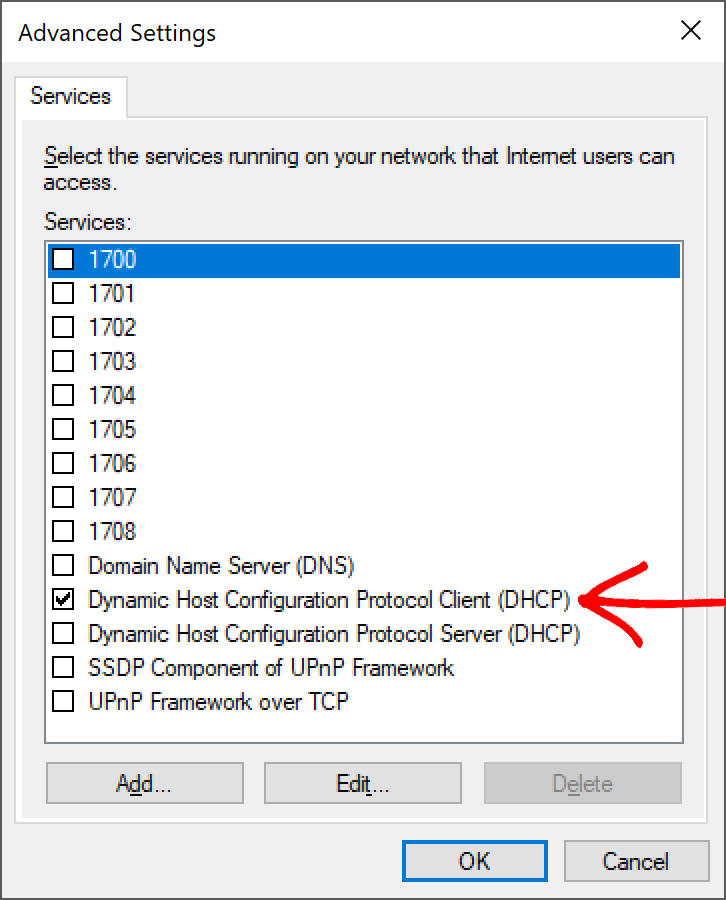 Advanced Settings
Services
Select the services running on your network that Internet users can
access.
Services:
1700
1701
1702
1703
1704
1705
1706
1707
1708
Domain Name Server (DNS)
Dynamic Host Configuration Protocol Client (DHCP)
Dynamic Host Configuration Protocol Server (DHCP)
SSDP Component of UPnP Framework
UPnP Framework over TCP
Add... Edit... Delete
OK Cancel